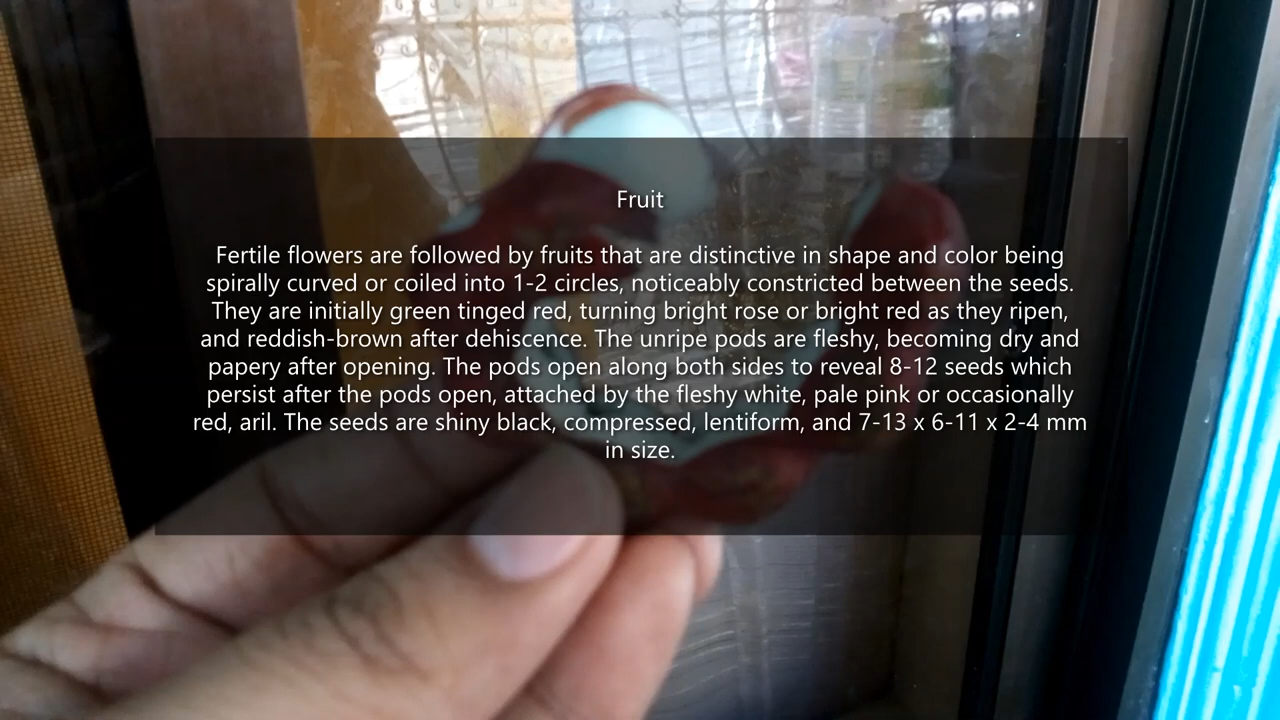 Fruit
Fertile flowers are followed by fruits that are distinctive in shape and color being
spirally curved or coiled into 1-2 circles, noticeably constricted between the seeds.
They are initially green tinged red, turning bright rose or bright red as they ripen,
and reddish-brown after dehiscence. The unripe pods are fleshy, becoming dry and
papery after opening. The pods open along both sides to reveal 8-12 seeds which
persist after the pods open, attached by the fleshy white, pale pink or occasionally
red, aril. The seeds are shiny black, compressed, lentiform, and 7-13 x 6-11 x 2-4 mm
in size.